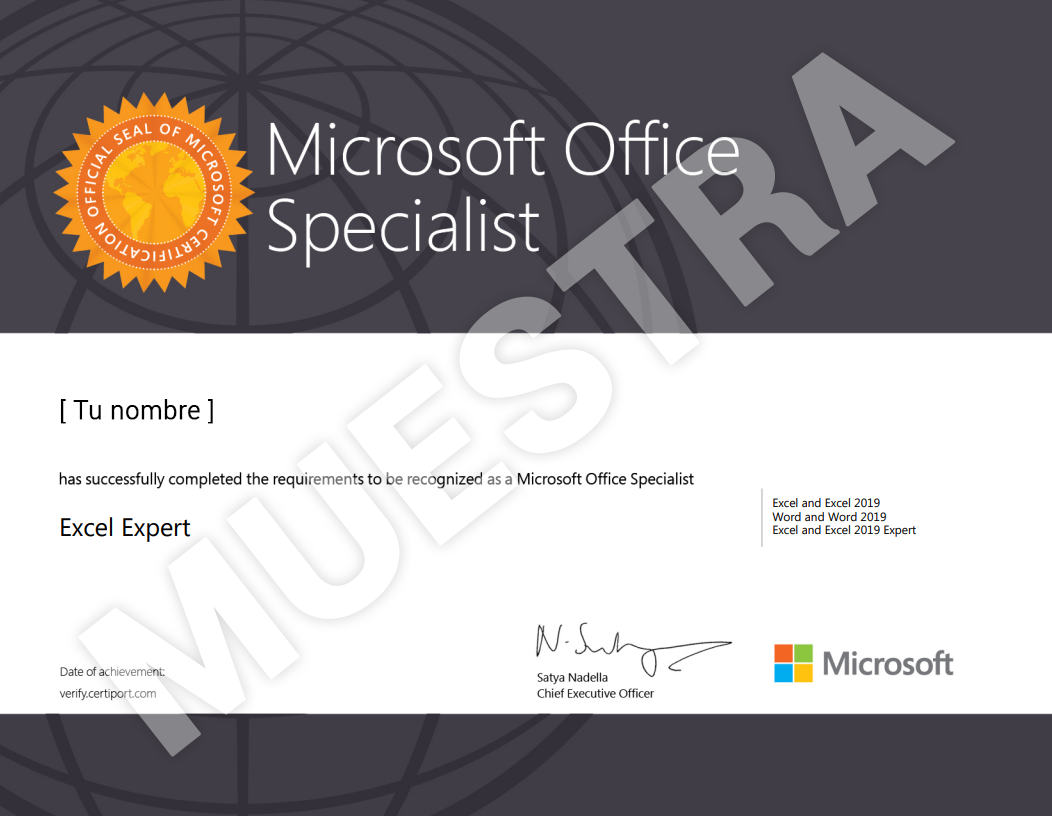 OFFICIAL SEAL OF MICROSOFT CERTIFICATION
Microsoft Office
Specialist
MUESTRA
[ Tu nombre ]
has successfully completed the requirements to be recognized as a Microsoft Office Specialist
Excel Expert
Excel and Excel 2019
Word and Word 2019
Excel and Excel 2019 Expert
Date of achievement:
verify.certiport.com
N. Satya
Satya Nadella
Chief Executive Officer
Microsoft